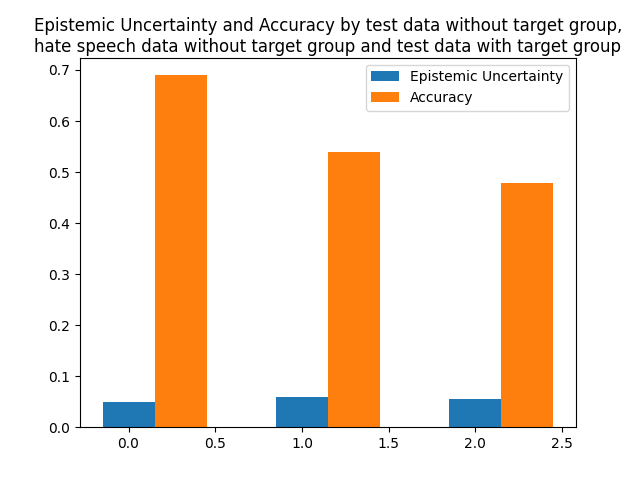 Epistemic Uncertainty and Accuracy by test data without target group,
hate speech data without target group and test data with target group
Epistemic Uncertainty
Accuracy
0.7
0.6
0.5
0.4
0.3
0.2
0.1
0.0
0.0 0.5 1.0 1.5 2.0 2.5